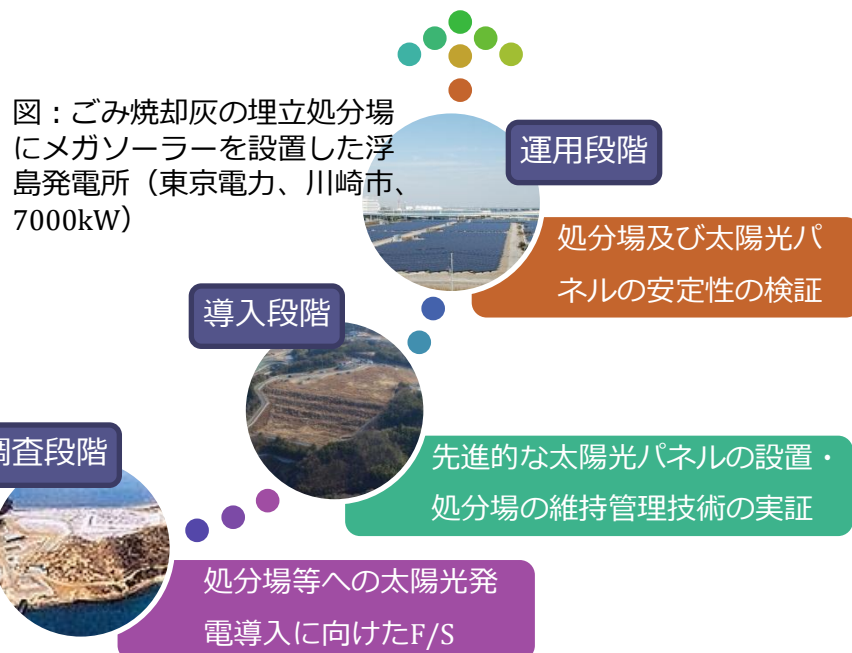 図：ごみ焼却灰の埋立処分場
にメガソーラーを設置した浮
島発電所（東京電力、川崎市、
7000kW）
運用段階
処分場及び太陽光パ
ネルの安定性の検証
導入段階
先進的な太陽光パネルの設置・
処分場の維持管理技術の実証
調査段階
処分場等への太陽光発
電導入に向けたF/S